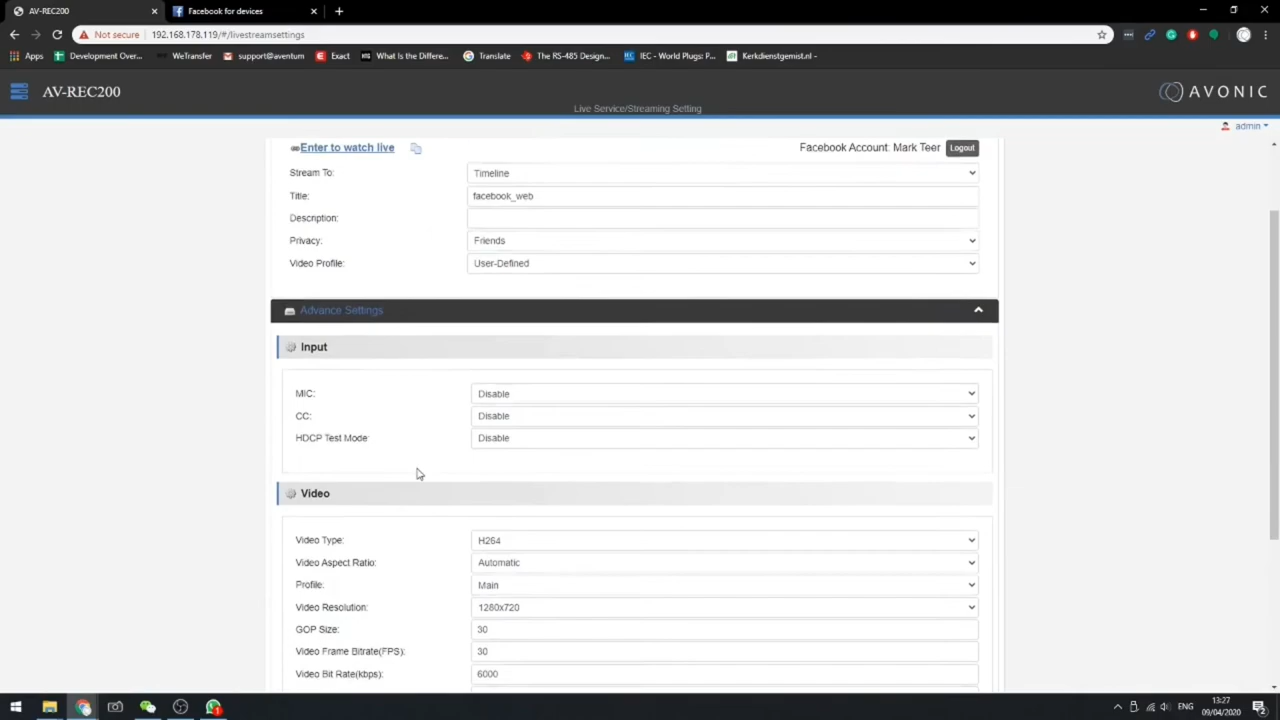 AV-REC200
Facebook for devices
Not secure
192.168.178.119/#/livestreamsettings
Apps
Development Over...
WeTransfer
support@aventum
Exact
What Is the Differe...
Translate
The RS-485 Design...
IEC - World Plugs: P...
Kerkdienstgemist.nl -
AV-REC200
AVONIC
Live Service/Streaming Setting
admin
Enter to watch live
Facebook Account: Mark Teer
Logout
Stream To:
Timeline
Title:
facebook_web
Description:
Privacy:
Friends
Video Profile:
User-Defined
Advance Settings
Input
MIC:
Disable
CC:
Disable
HDCP Test Mode:
Disable
Video
Video Type:
H264
Video Aspect Ratio:
Automatic
Profile:
Main
Video Resolution:
1280x720
GOP Size:
30
Video Frame Bitrate(FPS):
30
Video Bit Rate(kbps):
6000
ENG
13:27
09/04/2020